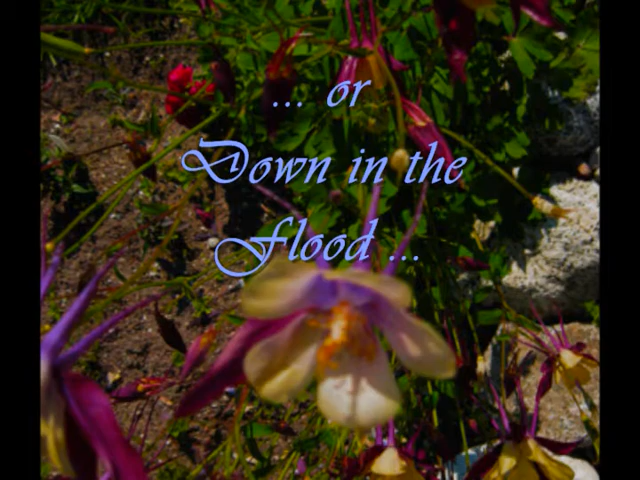 ... or
Down in the
Flood ...